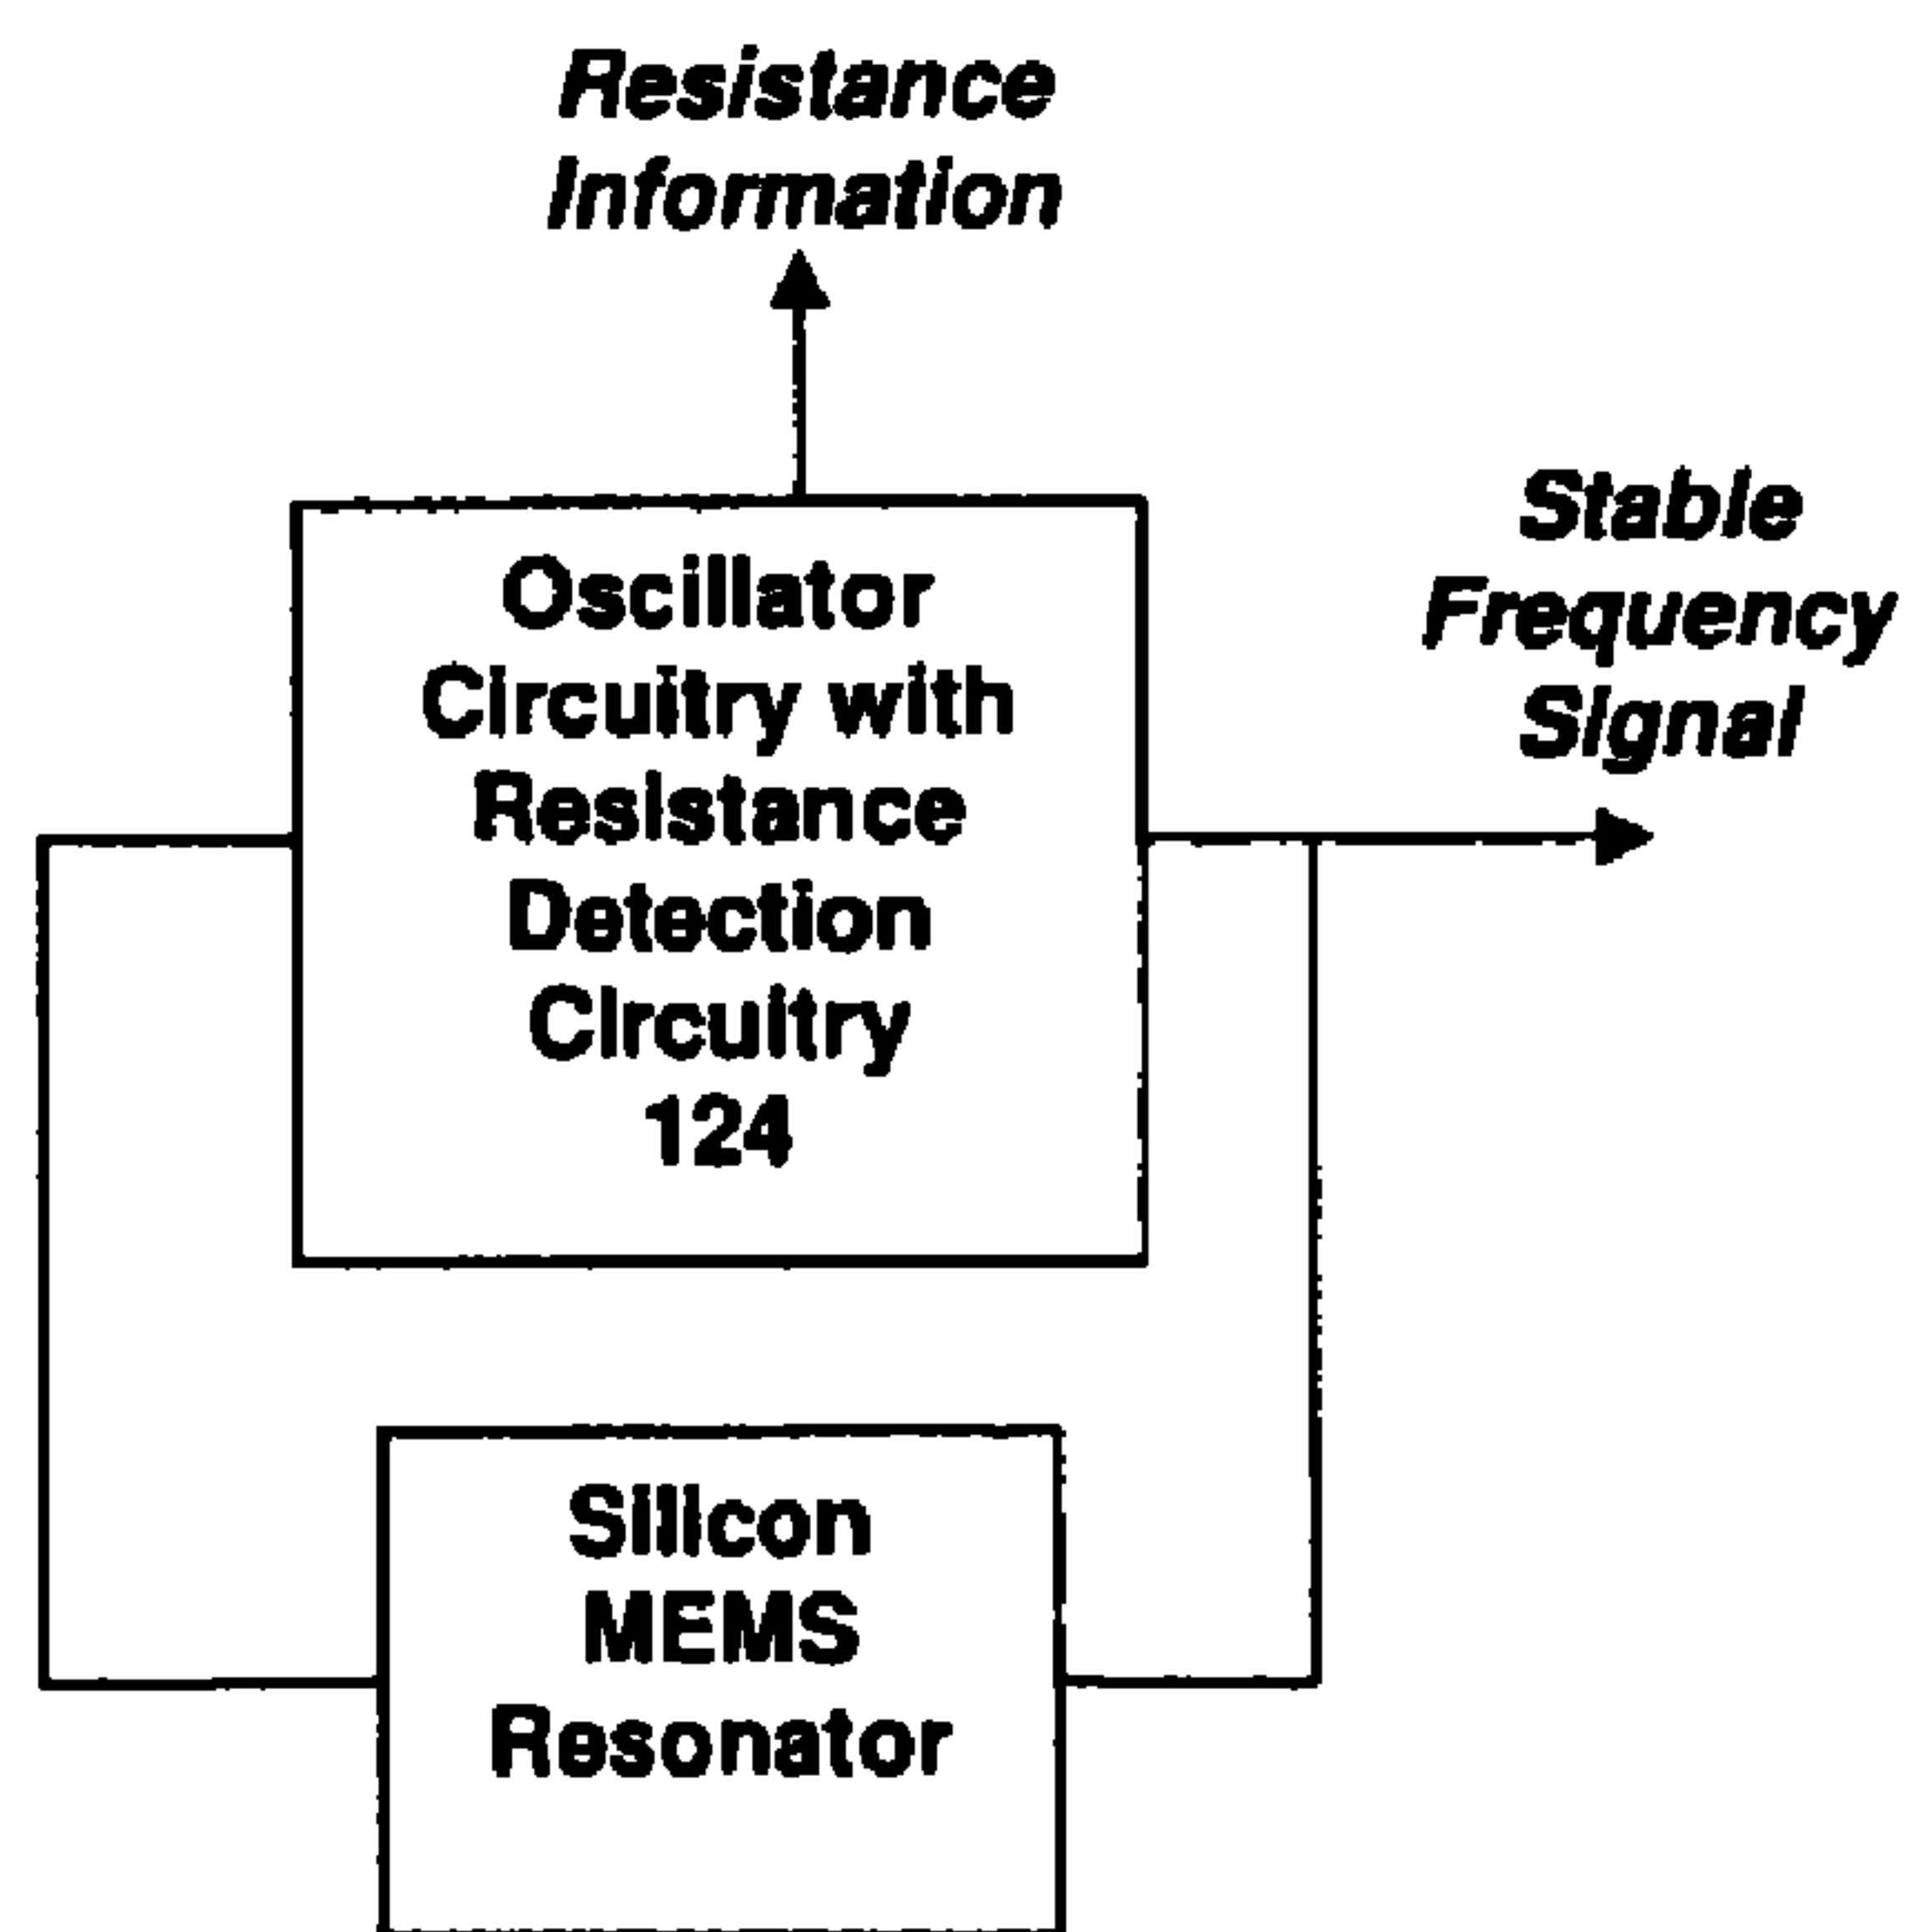 Resistance
Information
Stable
Frequency
Signal
Oscillator
Circuitry with
Resistance
Detection
Circuitry
124
Silicon
MEMS
Resonator